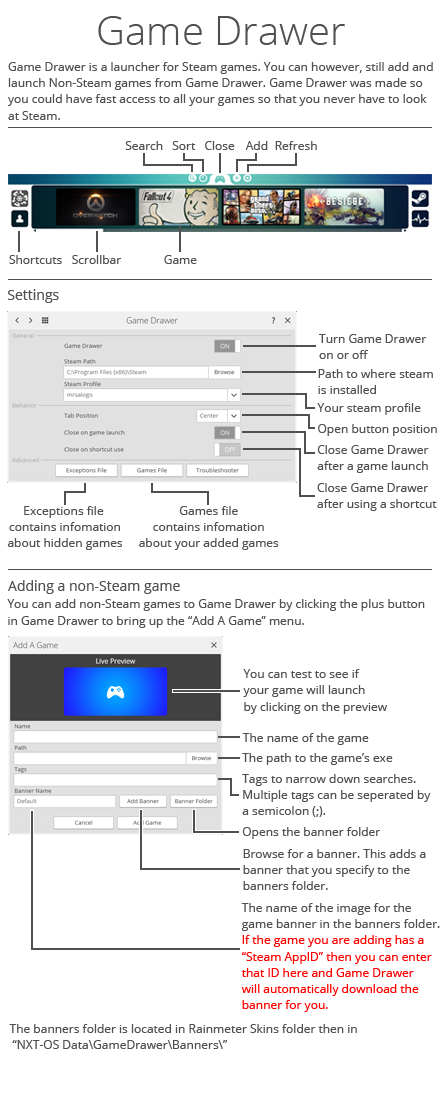 Game Drawer
Game Drawer is a launcher for Steam games. You can however, still add and
launch Non-Steam games from Game Drawer. Game Drawer was made so
you could have fast access to all your games so that you never have to look
at Steam.
Search Sort Close Add Refresh
OVERWATCH Fallout 4 grand theft auto BESIEGE
Shortcuts Scrollbar Game
Settings
Game Drawer ? ×
General
Game Drawer ON
Turn Game Drawer
on or off
Steam Path
C:\Program Files (x86)\Steam Browse
Path to where steam
is installed
Steam Profile
mrsalogo
Your steam profile
Behavior
Tab Position Center
Open button position
Close on game launch ON
Close Game Drawer
after a game launch
Close on shortcut use OFF
Close Game Drawer
after using a shortcut
Advanced
Exceptions File Games File Troubleshooter
Exceptions file
contains infomation
about hidden games
Games file
contains infomation
about your added games
Adding a non-Steam game
You can add non-Steam games to Game Drawer by clicking the plus button
in Game Drawer to bring up the “Add A Game” menu.
Add A Game ×
Live Preview
You can test to see if
your game will launch
by clicking on the preview
Name
The name of the game
Path
Browse
The path to the game’s exe
Tags
Tags to narrow down searches.
Multiple tags can be seperated by
a semicolon (;).
Banner Name
Default Add Banner Banner Folder
Opens the banner folder
Cancel Add Game
Browse for a banner. This adds a
banner that you specify to the
banners folder.
The name of the image for the
game banner in the banners folder.
If the game you are adding has a
“Steam AppID” then you can enter
that ID here and Game Drawer
will automatically download the
banner for you.
The banners folder is located in Rainmeter Skins folder then in
“NXT-OS Data\GameDrawer\Banners\”